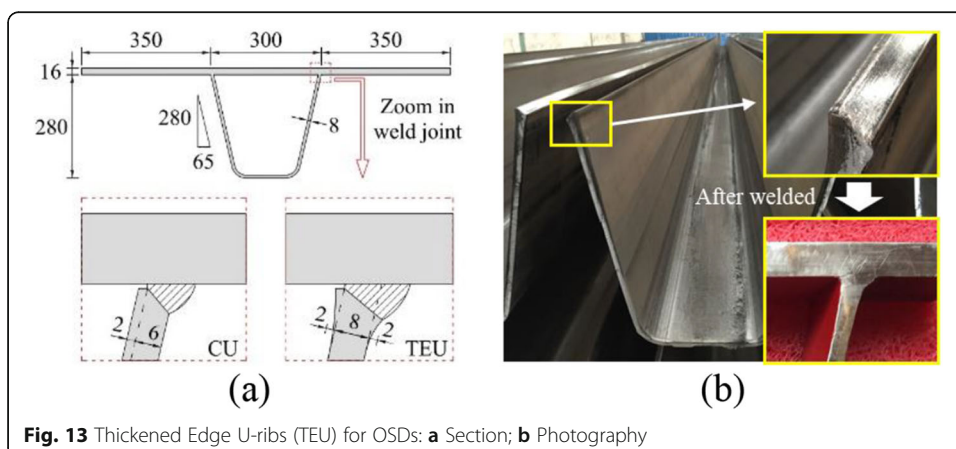 350 300 350
16
280
280
65
8
Zoom in
weld joint
2 6
CU
2 8 2
TEU
(a)
After welded
(b)
Fig. 13 Thickened Edge U-ribs (TEU) for OSDs: a Section; b Photography